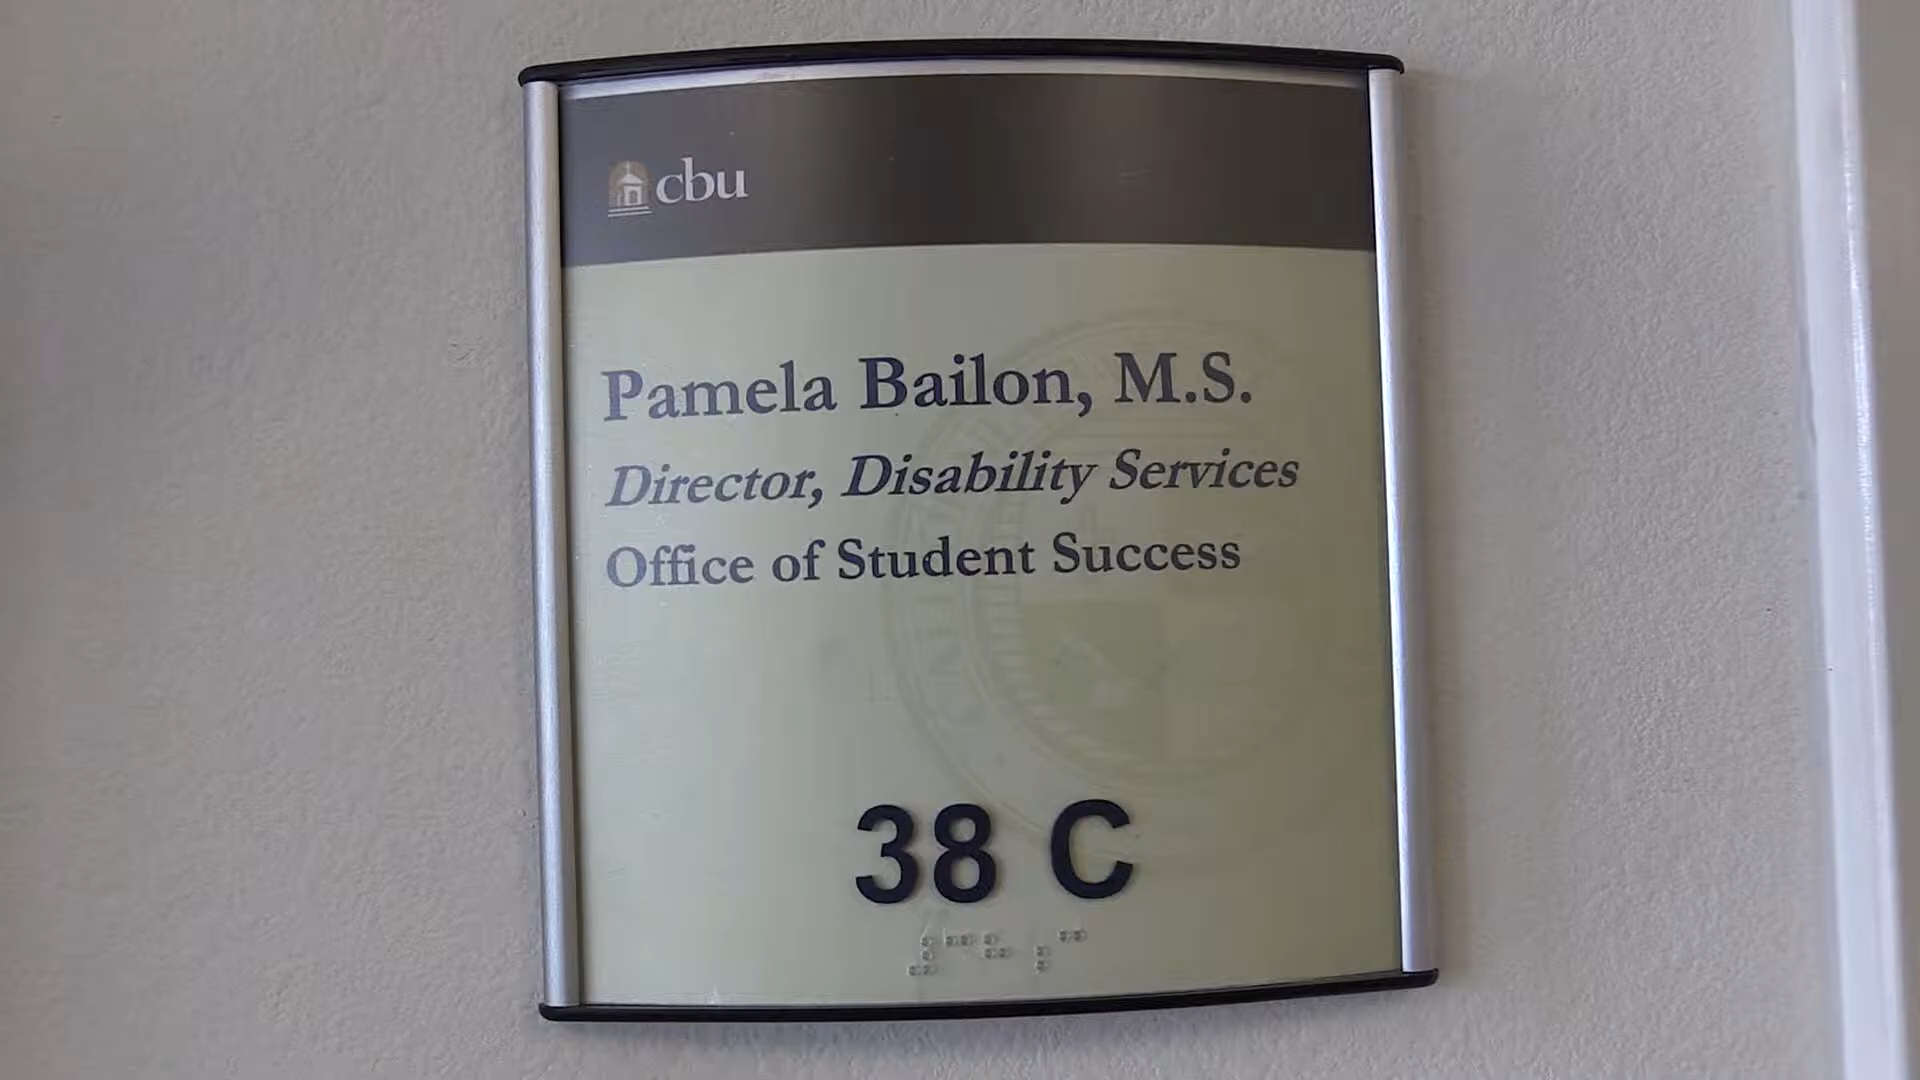 cbu
Pamela Bailon, M.S.
Director, Disability Services
Office of Student Success
38 C